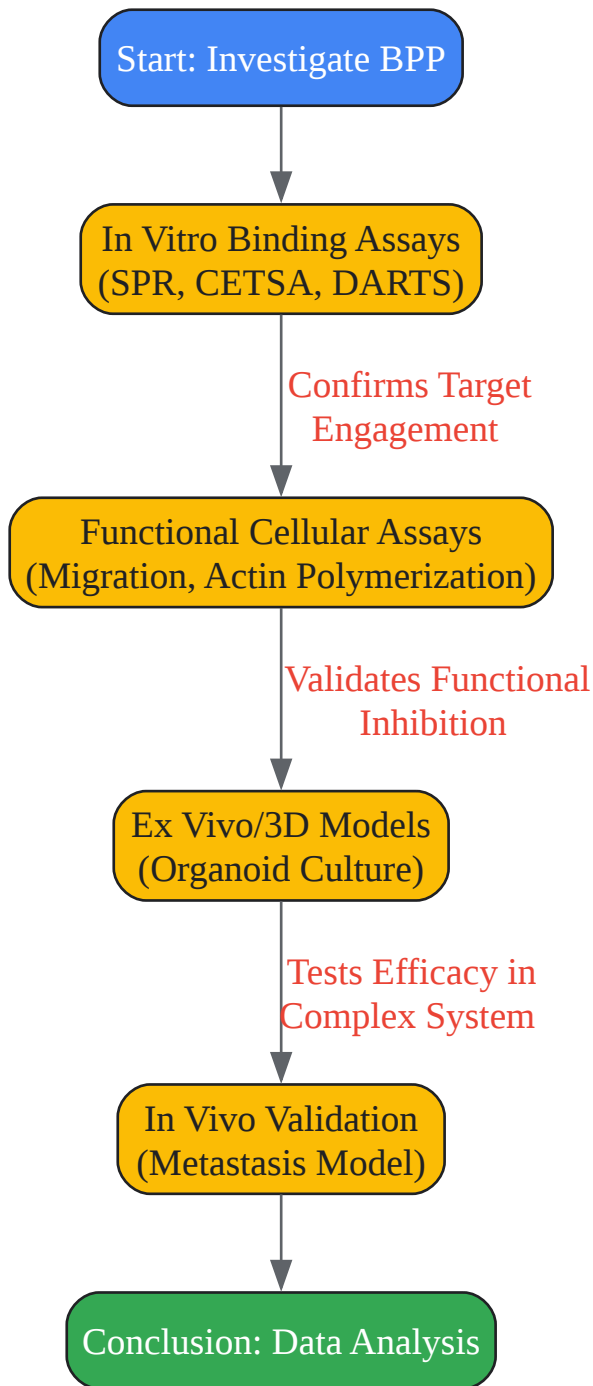 Start: Investigate BPP
In Vitro Binding Assays
(SPR, CETSA, DARTS)
Confirms Target
Engagement
Functional Cellular Assays
(Migration, Actin Polymerization)
Validates Functional
Inhibition
Ex Vivo/3D Models
(Organoid Culture)
Tests Efficacy in
Complex System
In Vivo Validation
(Metastasis Model)
Conclusion: Data Analysis